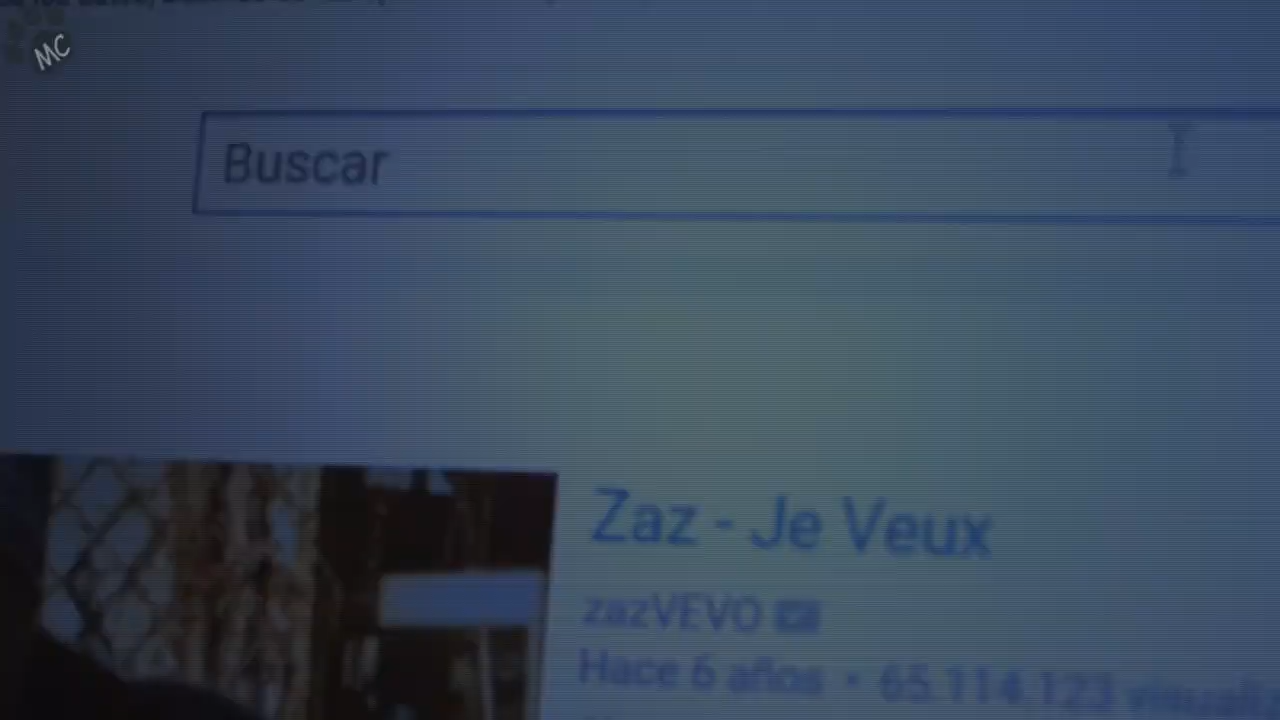 MC
Buscar
Zaz - Je Veux
zazVEVO
Hace 6 años • 65 114 123